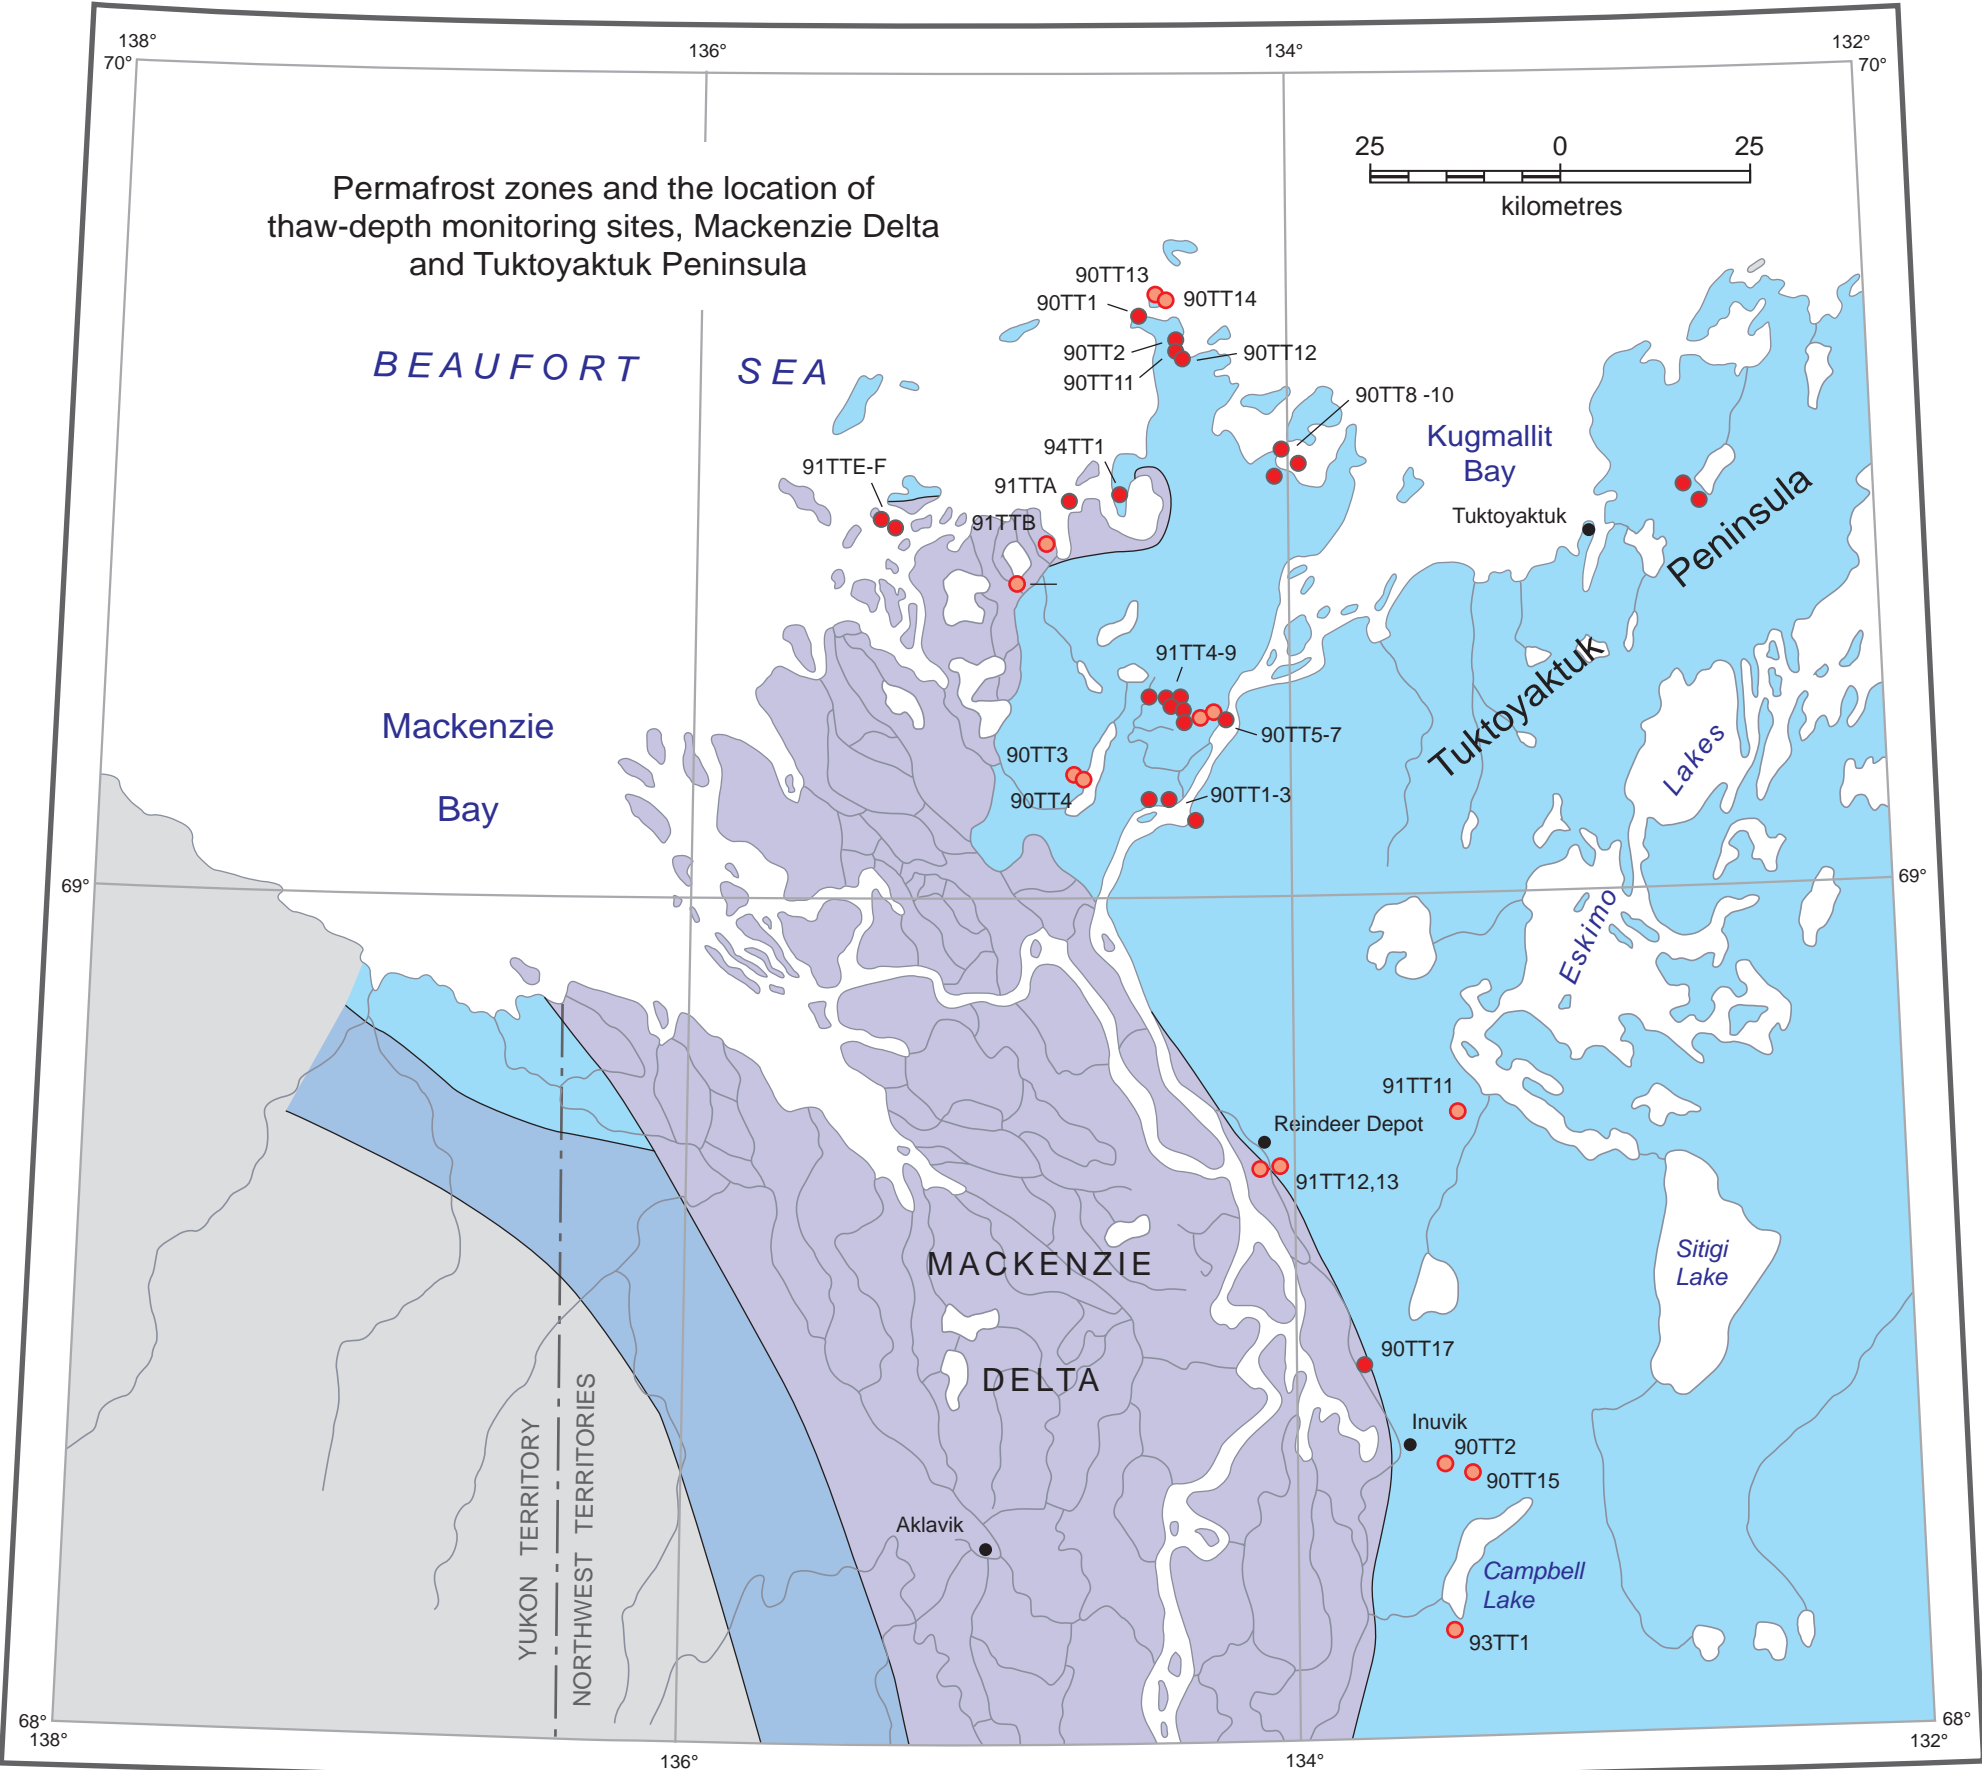 138°
136°
134°
132°
70°
70°
25 0 25
kilometres
Permafrost zones and the location of
thaw-depth monitoring sites, Mackenzie Delta
and Tuktoyaktuk Peninsula
90TT13
90TT14
90TT1
90TT2
90TT12
90TT11
BEAUFORT SEA
90TT8 -10
Kugmallit
Bay
94TT1
91TTE-F
91TTA
91TTB
Tuktoyaktuk
Peninsula
Tuktoyaktuk
91TT4-9
90TT5-7
Mackenzie
Bay
90TT3
90TT4
90TT1-3
Lakes
Eskimo
69°
69°
91TT11
Reindeer Depot
91TT12,13
MACKENZIE
DELTA
Sitigi
Lake
90TT17
Inuvik
90TT2
90TT15
YUKON TERRITORY
NORTHWEST TERRITORIES
Aklavik
Campbell
Lake
93TT1
68°
68°
138°
136°
134°
132°